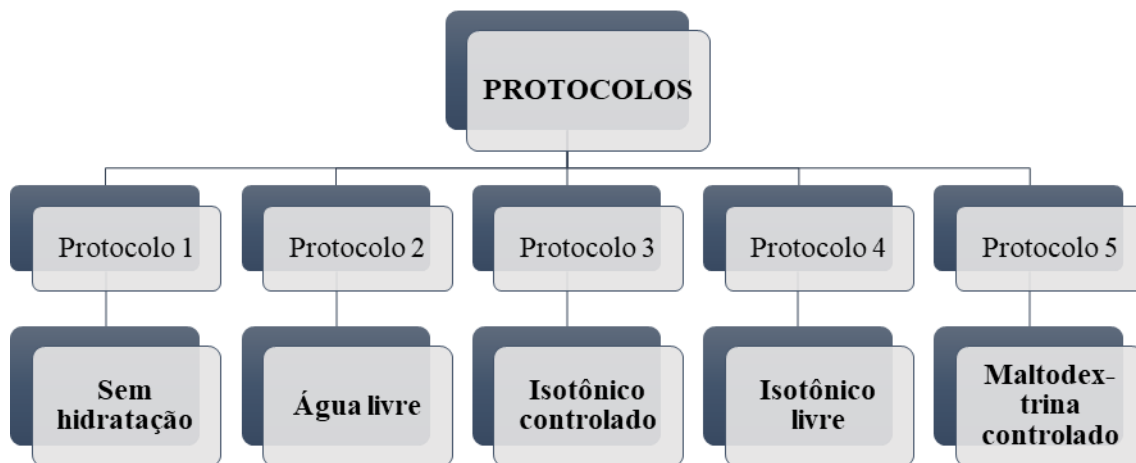 PROTOCOLOS
Protocolo 1
Protocolo 2
Protocolo 3
Protocolo 4
Protocolo 5
Sem
hidratação
Água livre
Isotônico
controlado
Isotônico
livre
Maltodex-
trina
controlado